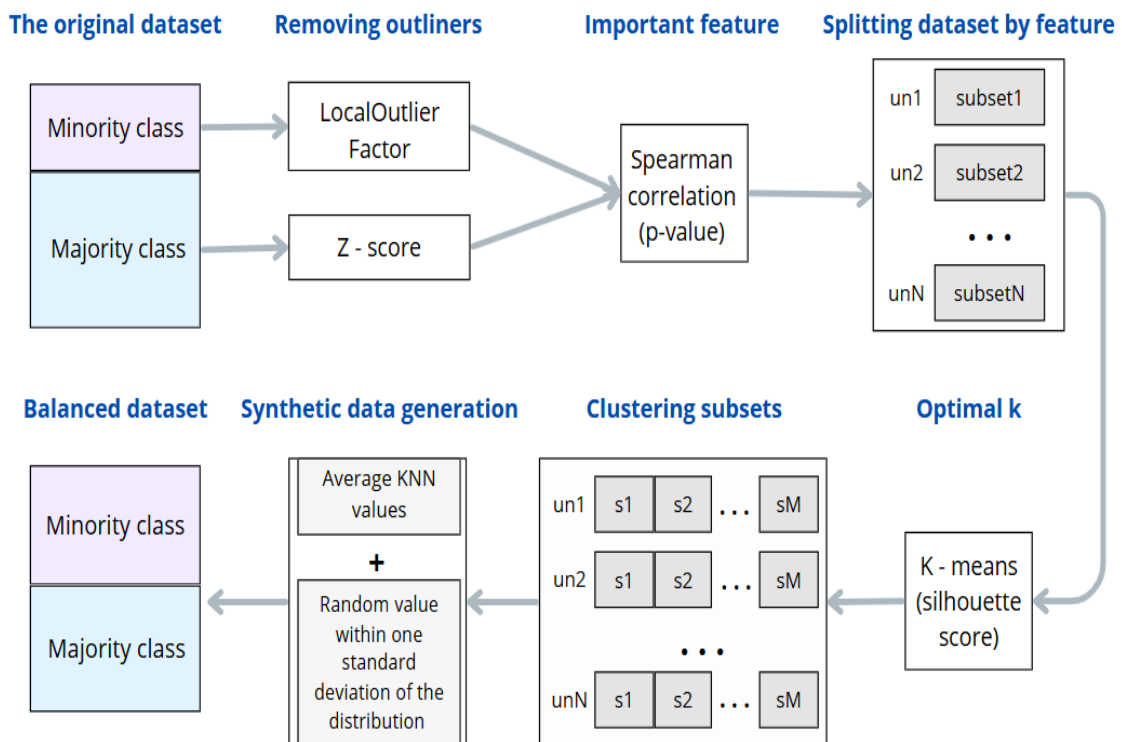 The original dataset
Removing outliners
Important feature
Splitting dataset by feature
Minority class
Majority class
LocalOutlier
Factor
Z - score
Spearman
correlation
(p-value)
un1 subset1
un2 subset2
...
unN subsetN
Balanced dataset
Synthetic data generation
Clustering subsets
Optimal k
Minority class
Majority class
Average KNN
values
+
Random value
within one
standard
deviation of the
distribution
un1 s1 s2 ... sM
un2 s1 s2 ... sM
...
unN s1 s2 ... sM
K - means
(silhouette
score)